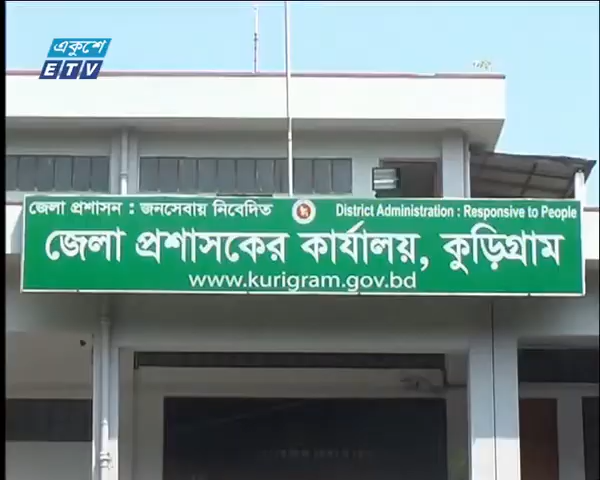 একুশে
ETV
জেলা প্রশাসন : জনসেবায় নিবেদিত
District Administration : Responsive to People
জেলা প্রশাসকের কার্যালয়, কুড়িগ্রাম
www.kurigram.gov.bd